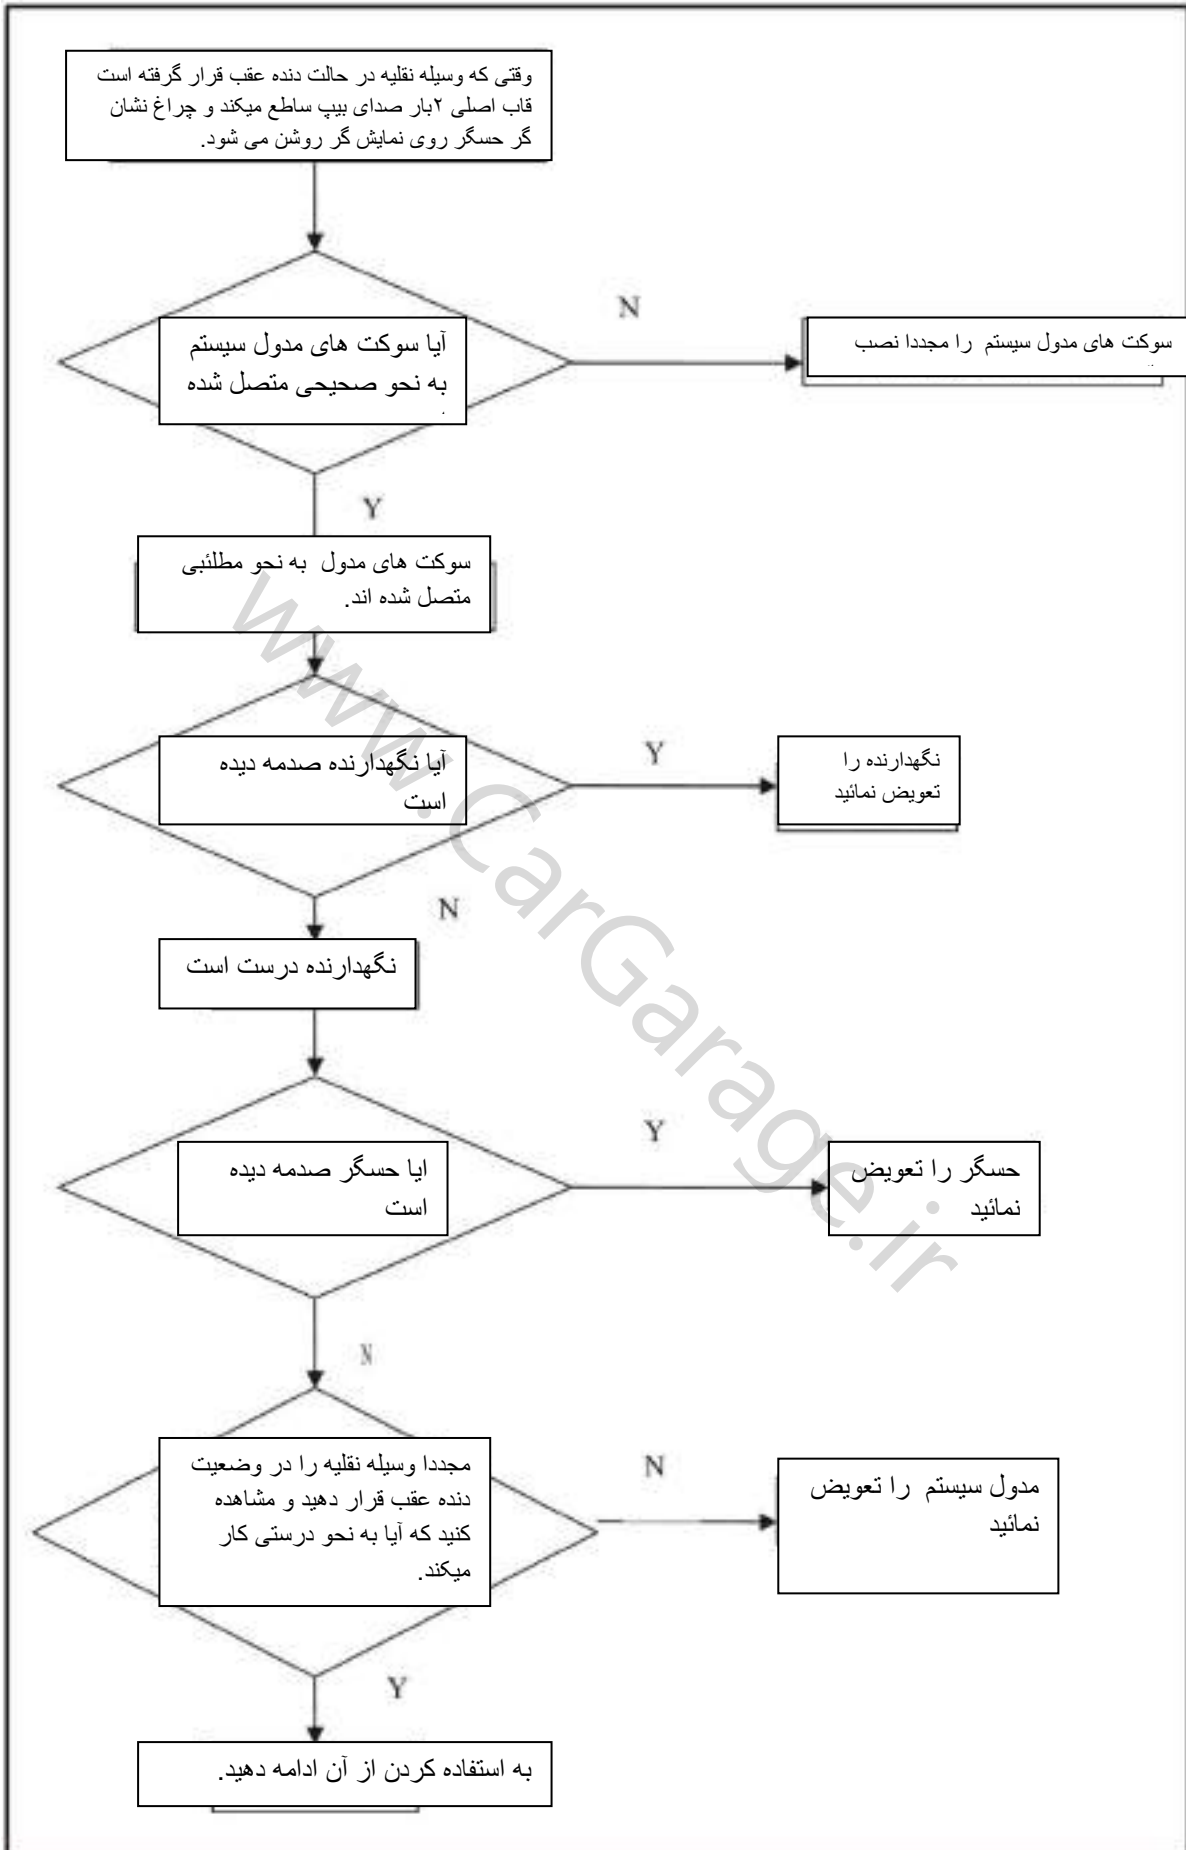 وقتی که وسیله نقلیه در حالت دنده عقب قرار گرفته است
قاب اصلی ۲بار صدای بیپ ساطع میکند و چراغ نشان
گر حسگر روی نمایش گر روشن می شود.
آیا سوکت های مدول سیستم
به نحو صحیحی متصل شده
N
سوکت های مدول سیستم را مجددا نصب
Y
سوکت های مدول به نحو مطلئبی
متصل شده اند.
آیا نگهدارنده صدمه دیده
است
Y
نگهدارنده را
تعویض نمائید
N
نگهدارنده درست است
ایا حسگر صدمه دیده
است
Y
حسگر را تعویض
نمائید
N
مجددا وسیله نقلیه را در وضعیت
دنده عقب قرار دهید و مشاهده
کنید که آیا به نحو درستی کار
میکند.
N
مدول سیستم را تعویض
نمائید
Y
به استفاده کردن از آن ادامه دهید.
www.CarGarage.ir